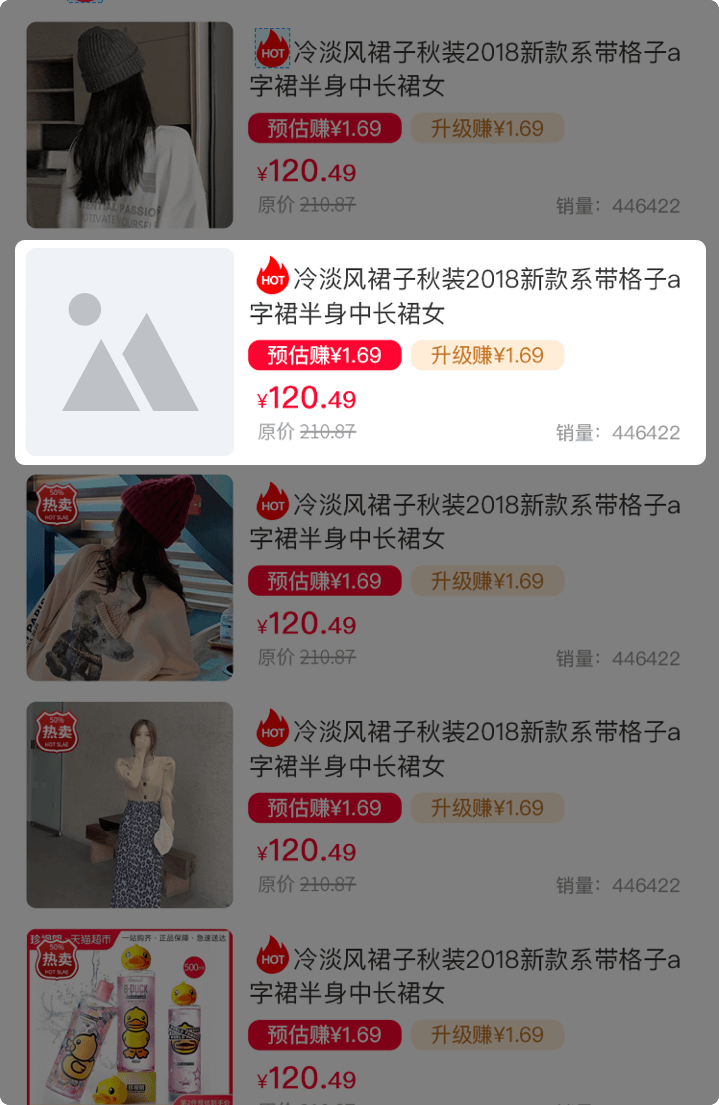 HOT 冷淡风裙子秋装2018新款系带格子a
字裙半身中长裙女
预估赚¥1.69 升级赚¥1.69
¥120.49
原价 210.87 销量：446422
HOT 冷淡风裙子秋装2018新款系带格子a
字裙半身中长裙女
预估赚¥1.69 升级赚¥1.69
¥120.49
原价 210.87 销量：446422
50%
热卖
HOT SLAE
HOT 冷淡风裙子秋装2018新款系带格子a
字裙半身中长裙女
预估赚¥1.69 升级赚¥1.69
¥120.49
原价 210.87 销量：446422
50%
热卖
HOT SLAE
HOT 冷淡风裙子秋装2018新款系带格子a
字裙半身中长裙女
预估赚¥1.69 升级赚¥1.69
¥120.49
原价 210.87 销量：446422
天猫超市 一站购齐·正品保障·急速送达
50%
热卖
HOT SLAE
500ml
B·DUCK
HOT 冷淡风裙子秋装2018新款系带格子a
字裙半身中长裙女
预估赚¥1.69 升级赚¥1.69
¥120.49